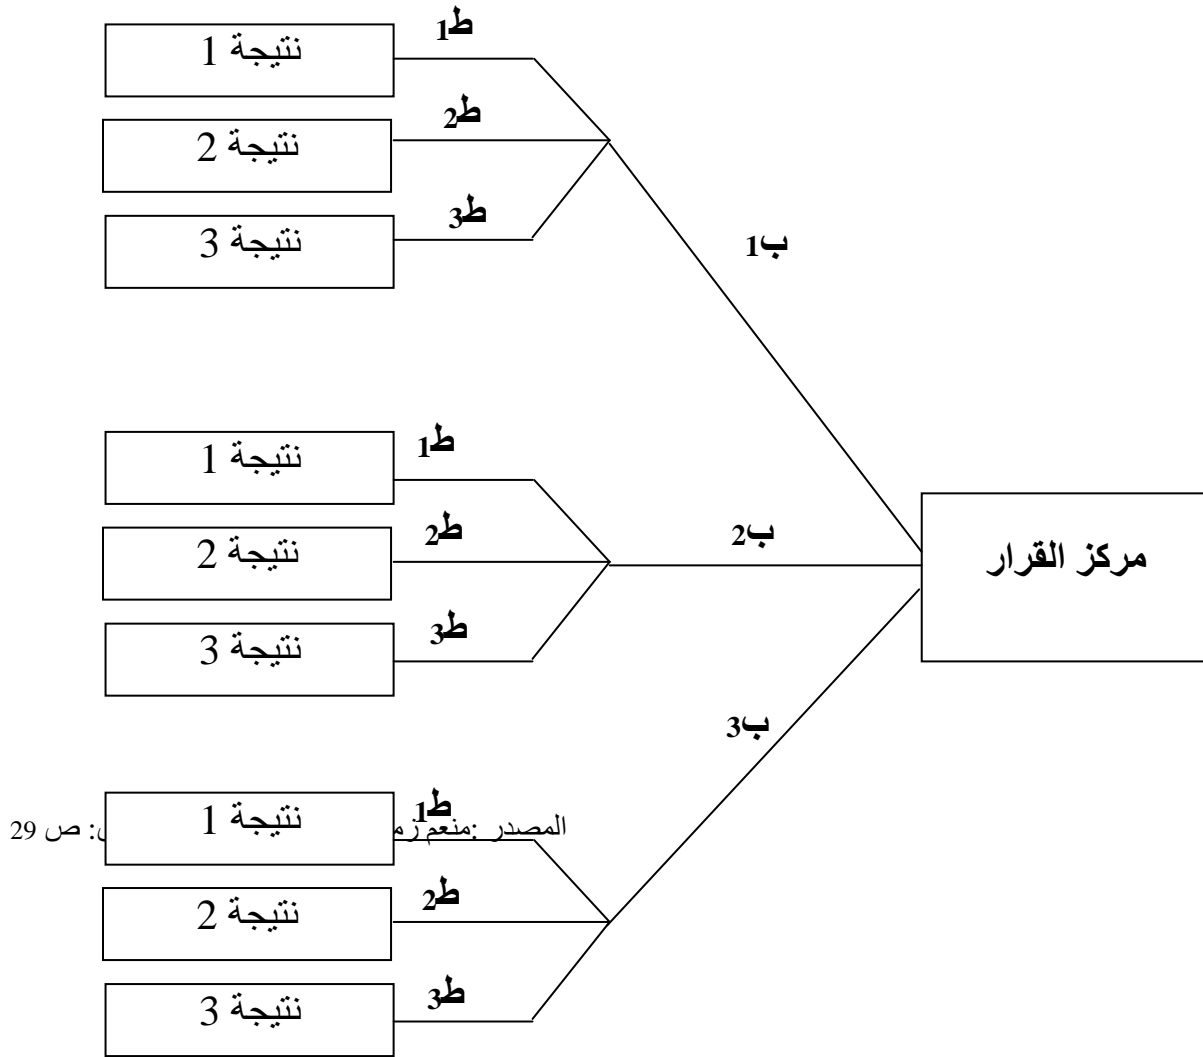 ط1
نتيجة 1
ط2
نتيجة 2
ط3
نتيجة 3
ب1
ط1
نتيجة 1
ط2
نتيجة 2
ط3
نتيجة 3
ب2
مركز القرار
ب3
ط1
نتيجة 1
المصدر :منعم زم
: ص 29
ط2
نتيجة 2
ط3
نتيجة 3